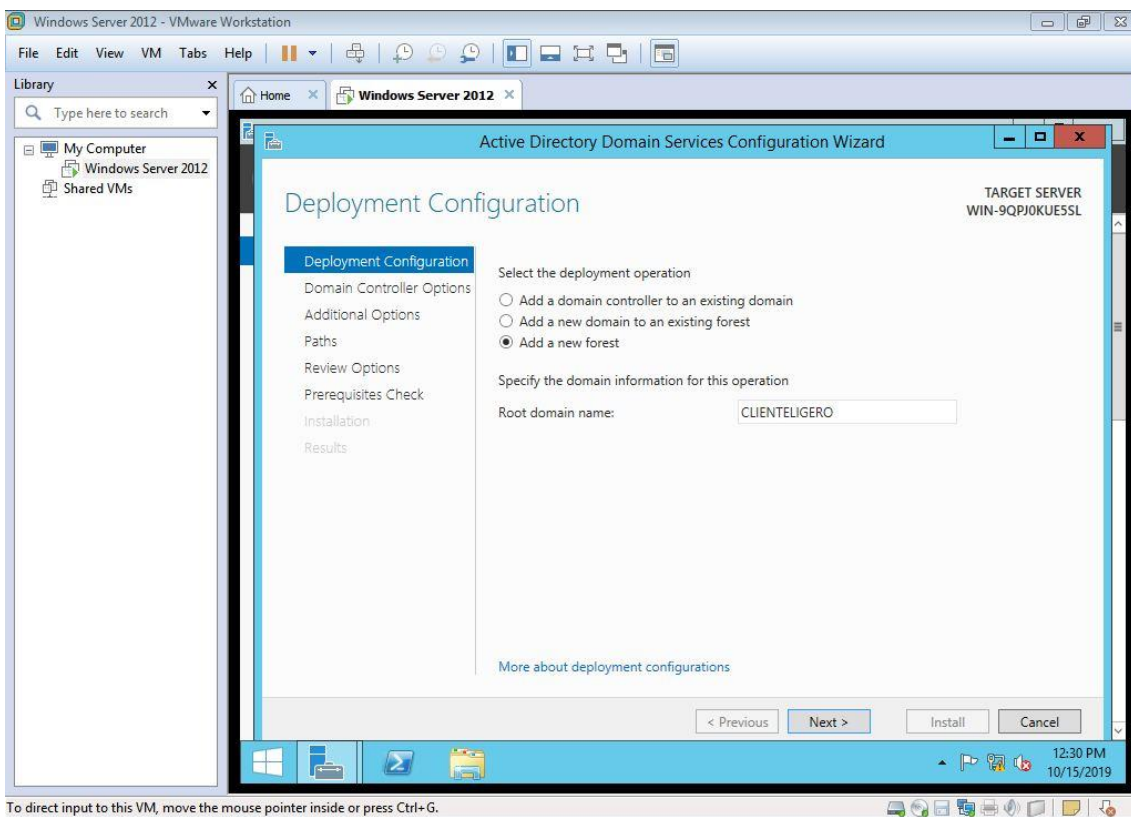 Windows Server 2012 - VMware Workstation
File Edit View VM Tabs Help
Library
Type here to search
My Computer
Windows Server 2012
Shared VMs
Home
Windows Server 2012
Active Directory Domain Services Configuration Wizard
Deployment Configuration
TARGET SERVER
WIN-9QPJ0KUE5SL
Deployment Configuration
Domain Controller Options
Additional Options
Paths
Review Options
Prerequisites Check
Installation
Results
Select the deployment operation
Add a domain controller to an existing domain
Add a new domain to an existing forest
Add a new forest
Specify the domain information for this operation
Root domain name: CLIENTELIGERO
More about deployment configurations
< Previous Next > Install Cancel
12:30 PM
10/15/2019
To direct input to this VM, move the mouse pointer inside or press Ctrl+G.